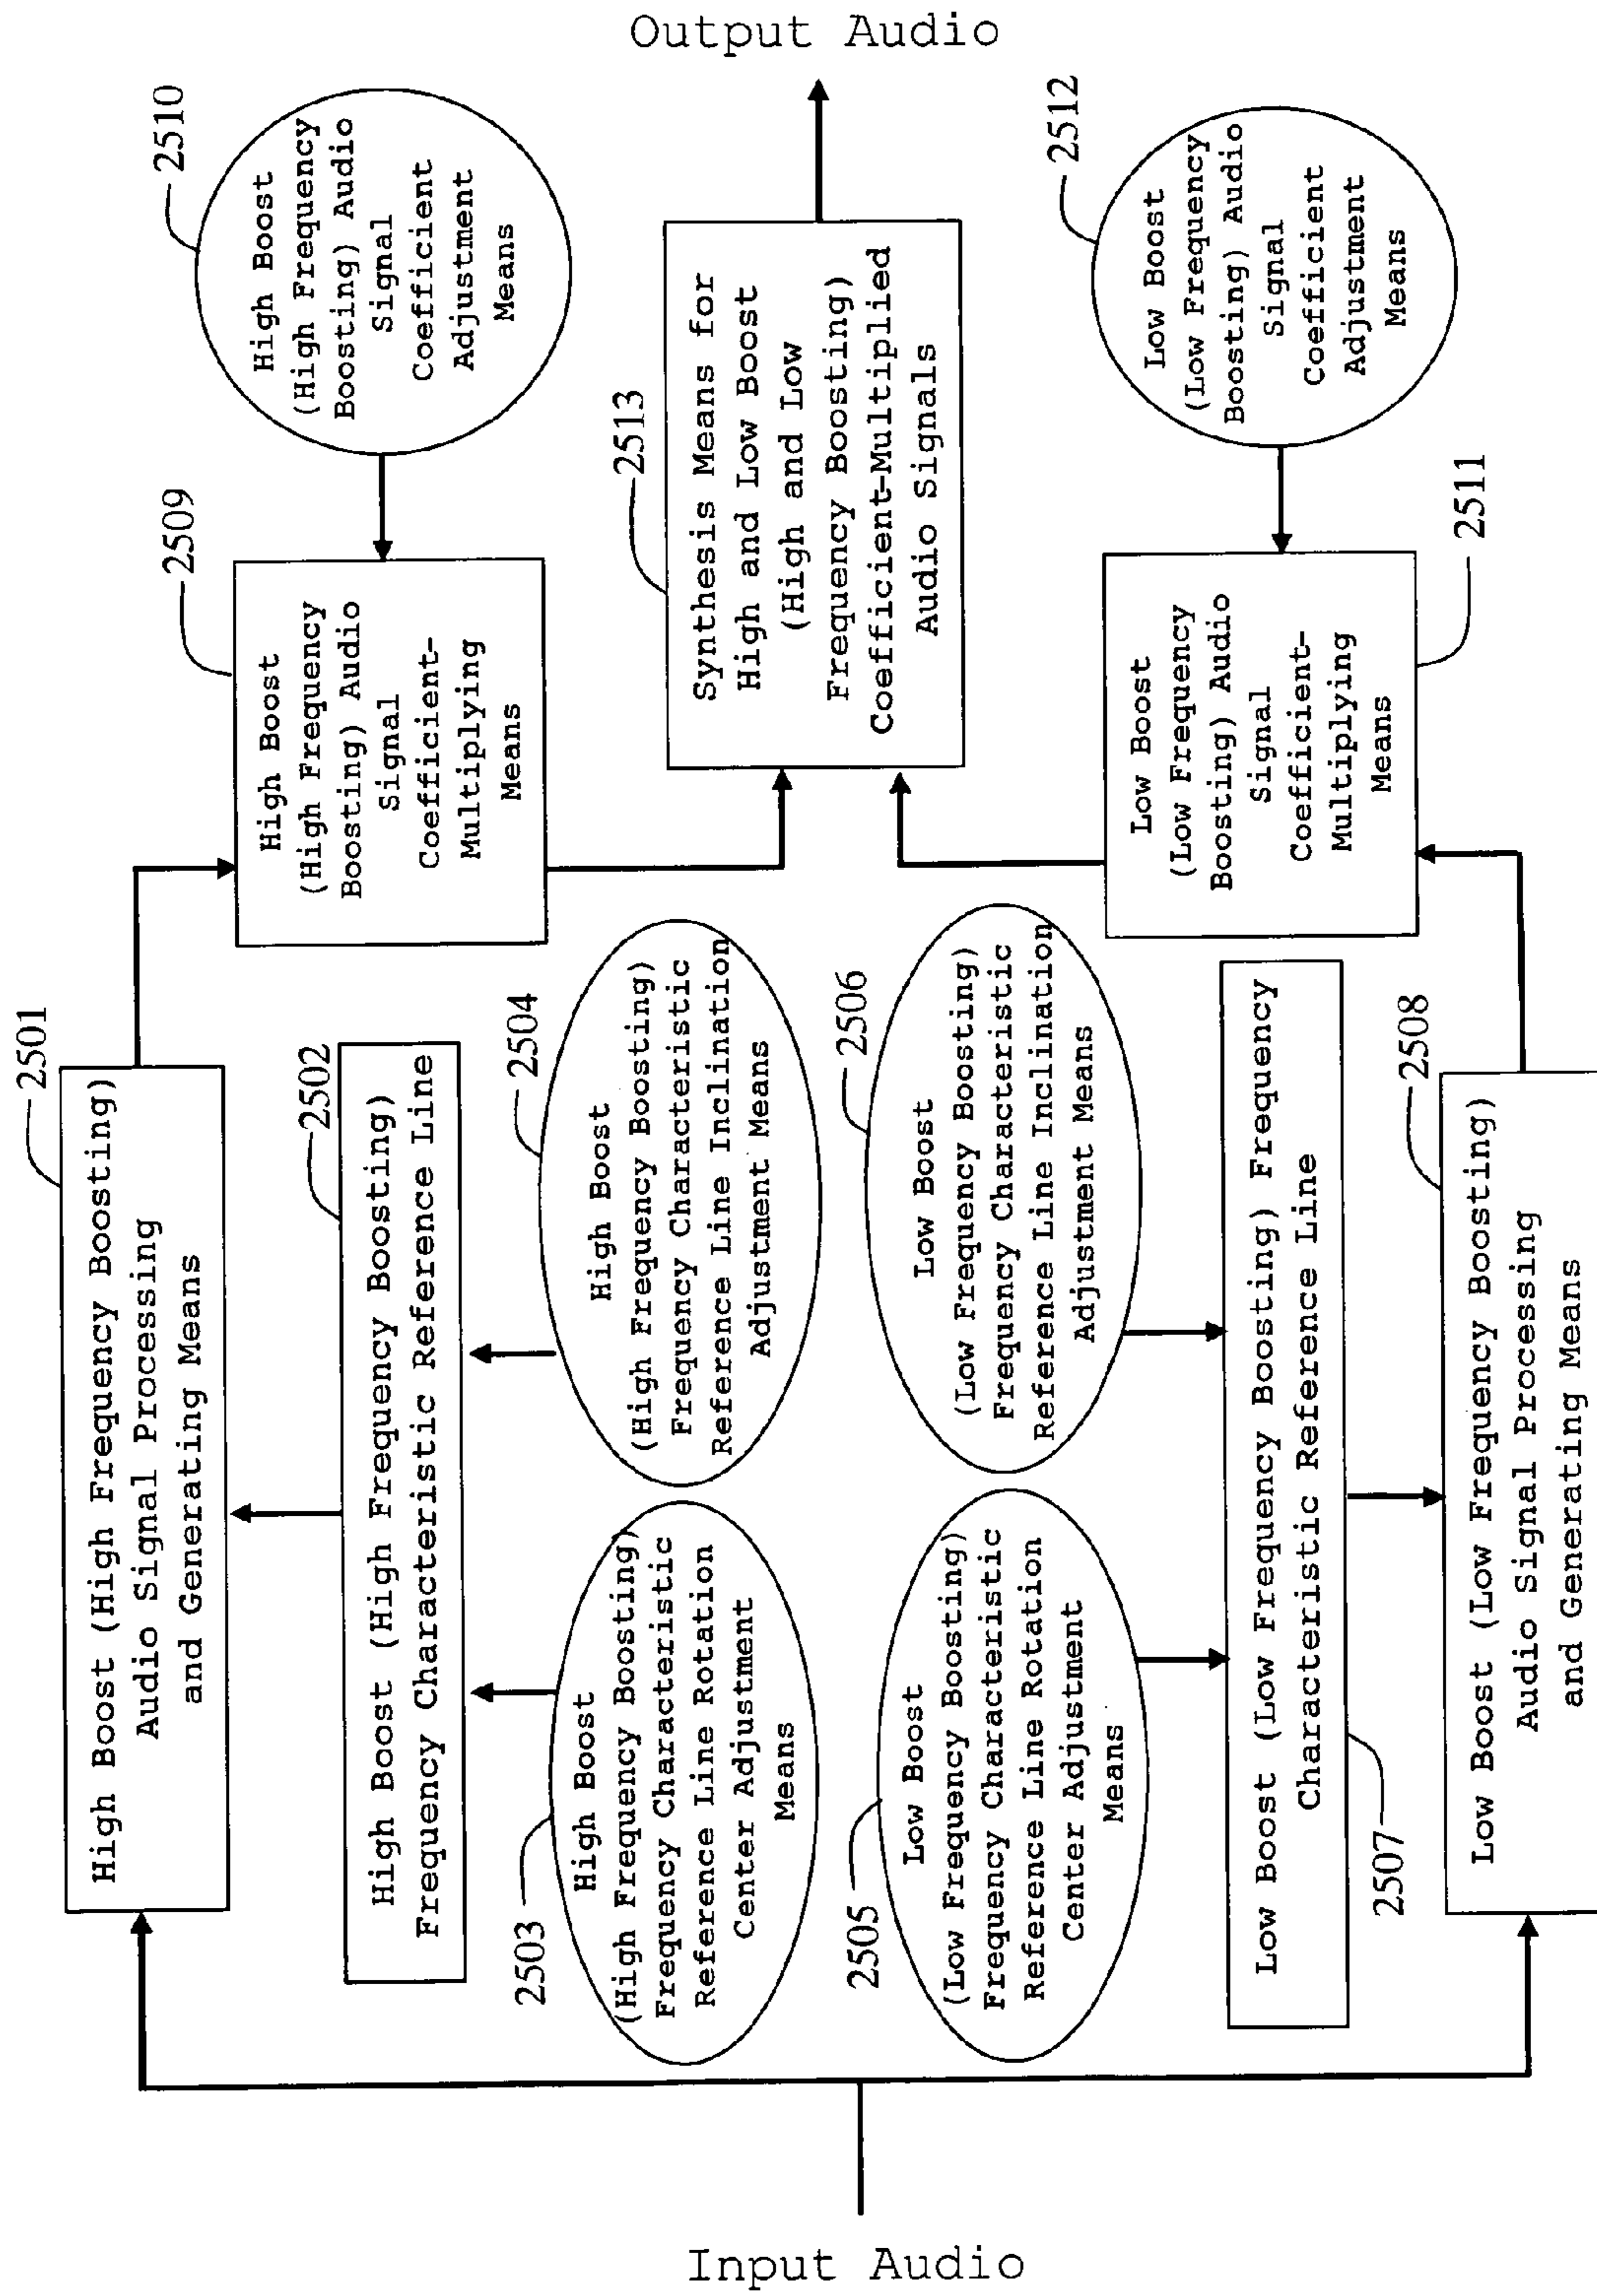 2501
High Boost (High Frequency Boosting)
Audio Signal Processing
and Generating Means
2502
High Boost (High Frequency Boosting)
Frequency Characteristic Reference Line
2503
High Boost
(High Frequency Boosting)
Frequency Characteristic
Reference Line Rotation
Center Adjustment
Means
2504
High Boost
(High Frequency Boosting)
Frequency Characteristic
Reference Line Inclination
Adjustment Means
2505
Low Boost
(Low Frequency Boosting)
Frequency Characteristic
Reference Line Rotation
Center Adjustment
Means
2506
Low Boost
(Low Frequency Boosting)
Frequency Characteristic
Reference Line Inclination
Adjustment Means
Low Boost (Low Frequency Boosting) Frequency
Characteristic Reference Line
2507
2508
Low Boost (Low Frequency Boosting)
Audio Signal Processing
and Generating Means
Input Audio
2509
High Boost
(High Frequency
Boosting) Audio
Signal
Coefficient-
Multiplying
Means
2510
High Boost
(High Frequency
Boosting) Audio
Signal
Coefficient
Adjustment
Means
2513
Synthesis Means for
High and Low Boost
(High and Low
Frequency Boosting)
Coefficient-Multiplied
Audio Signals
Output Audio
Low Boost
(Low Frequency
Boosting) Audio
Signal
Coefficient-
Multiplying
Means
2511
2512
Low Boost
(Low Frequency
Boosting) Audio
Signal
Coefficient
Adjustment
Means